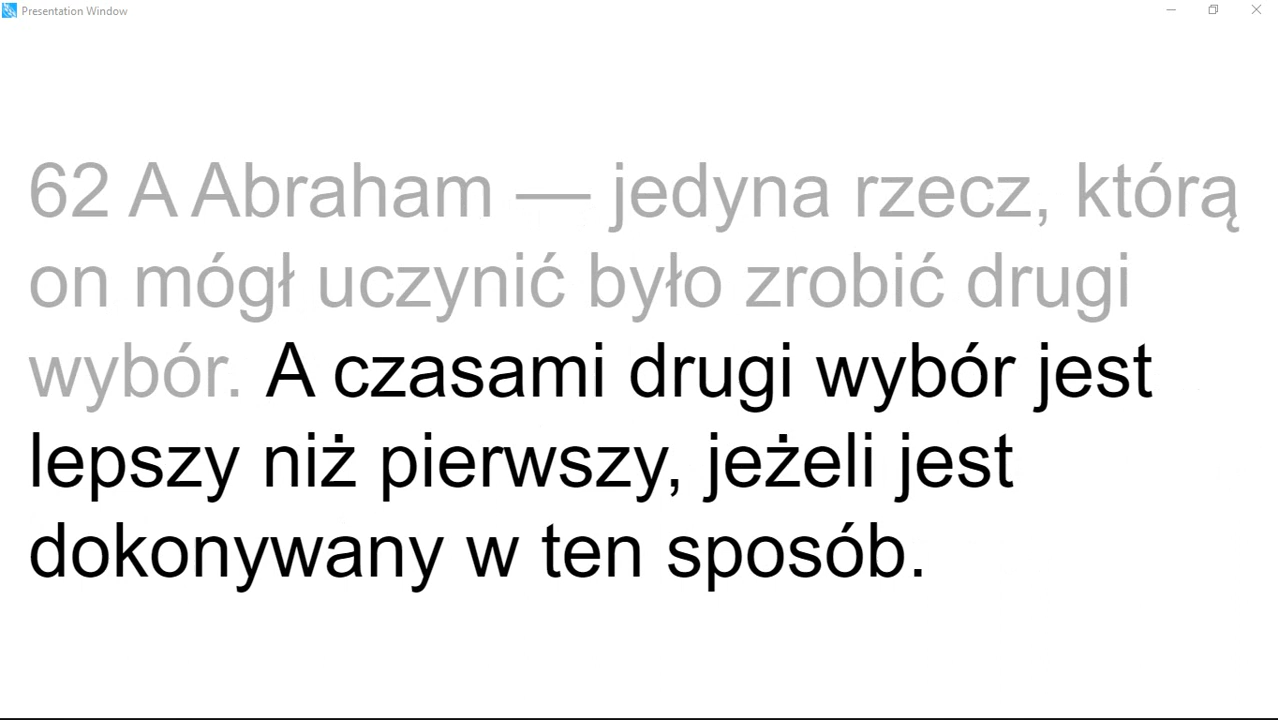 Presentation Window
62 A Abraham — jedyna rzecz, którą
on mógł uczynić było zrobić drugi
wybór. A czasami drugi wybór jest
lepszy niż pierwszy, jeżeli jest
dokonywany w ten sposób.